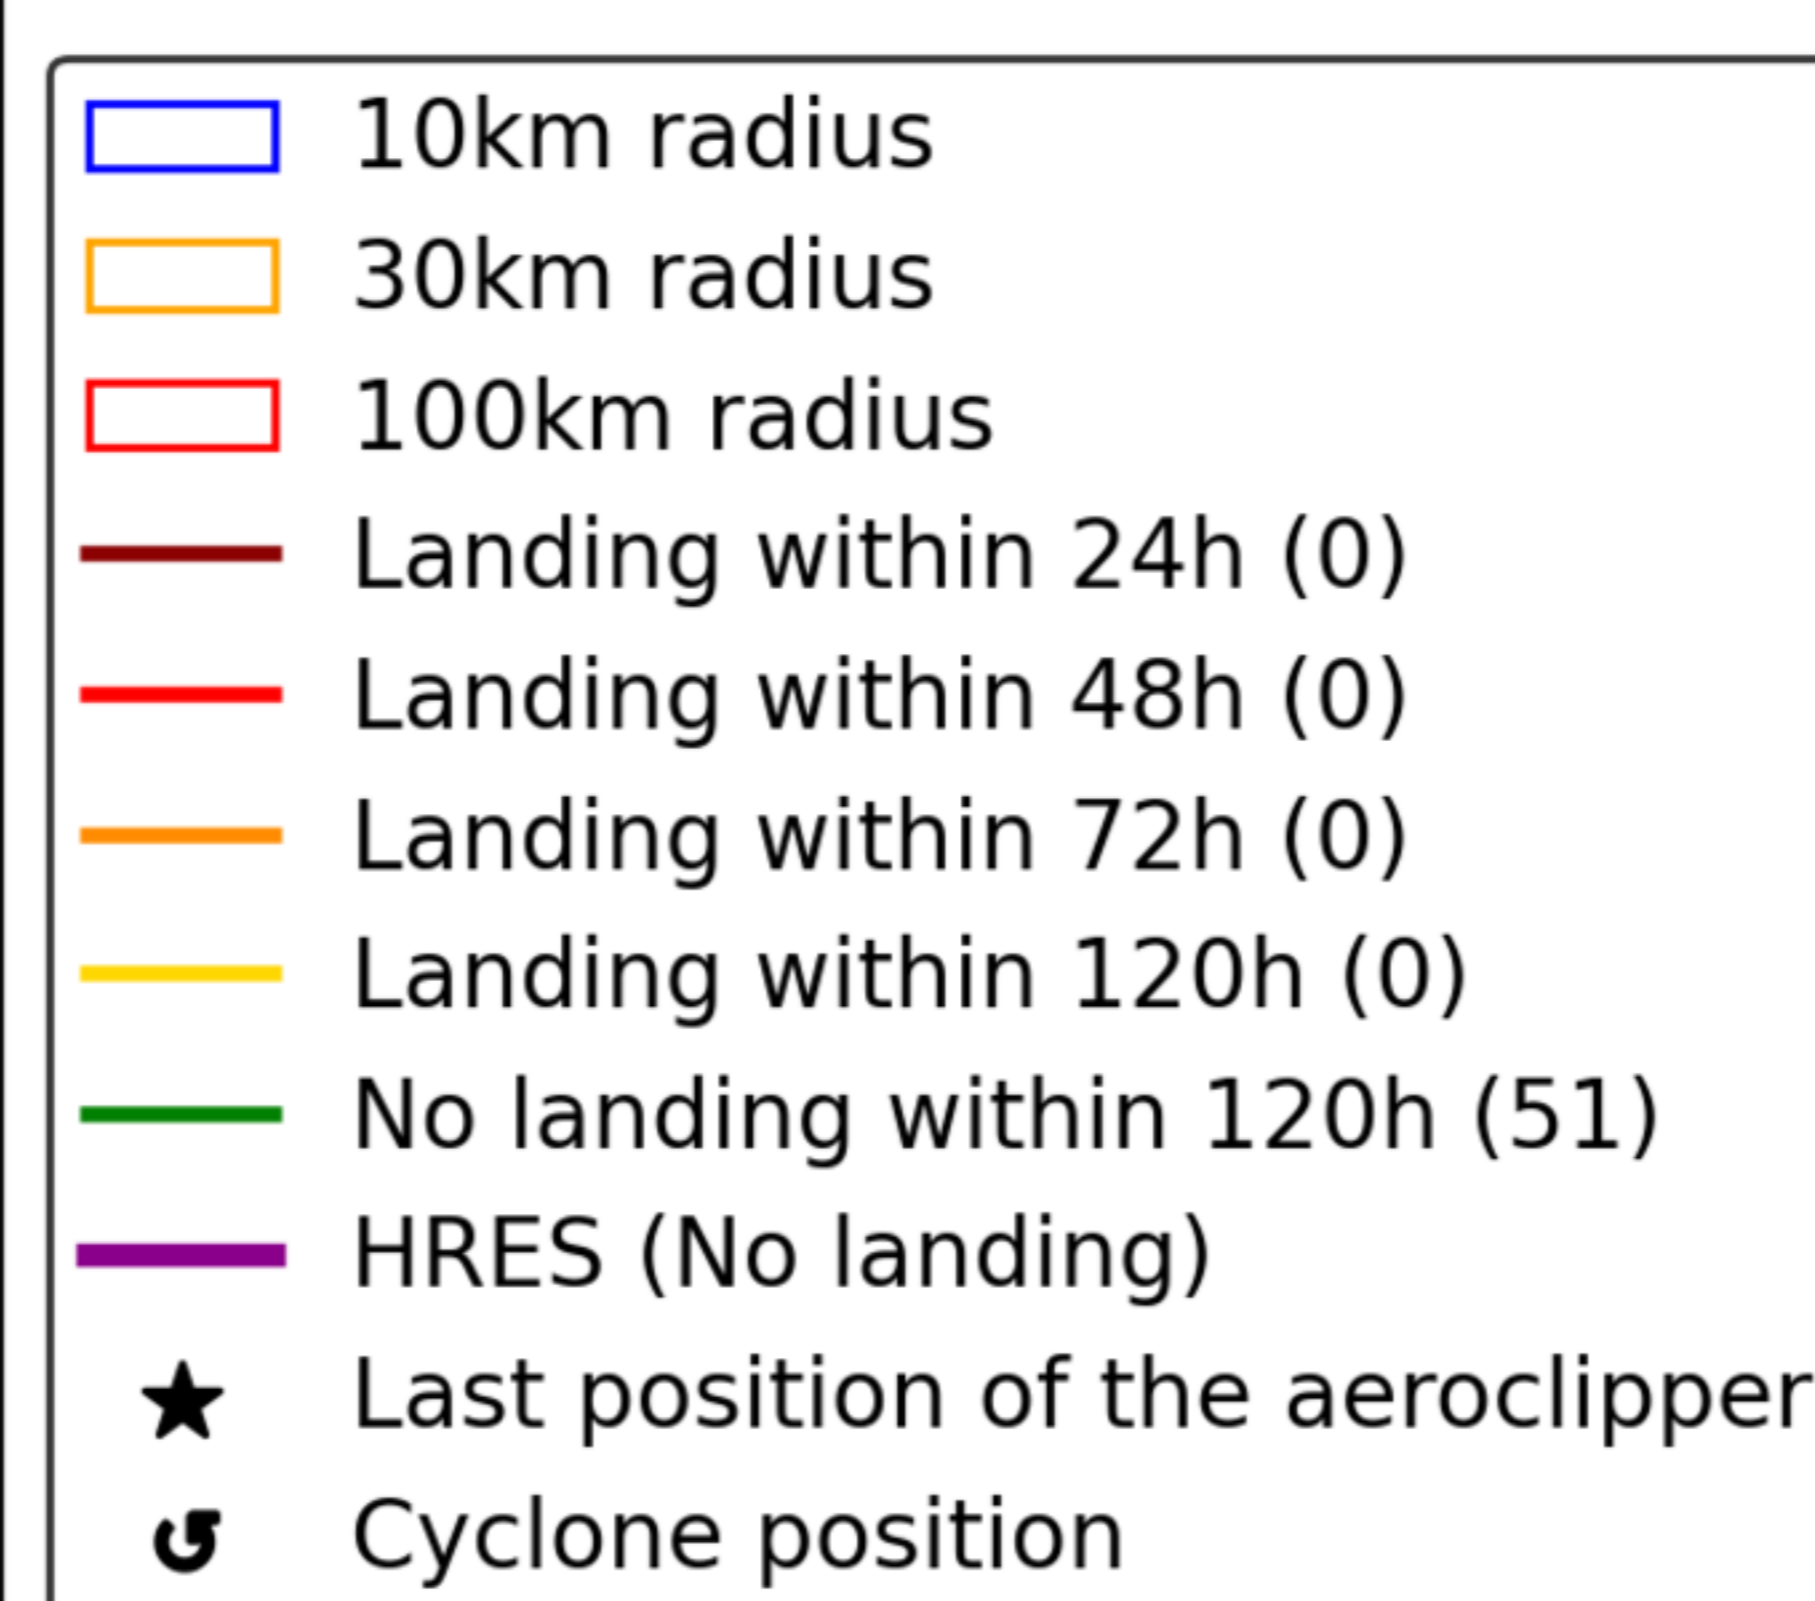 10km radius
30km radius
100km radius
Landing within 24h (0)
Landing within 48h (0)
Landing within 72h (0)
Landing within 120h (0)
No landing within 120h (51)
HRES (No landing)
Last position of the aeroclipper
Cyclone position